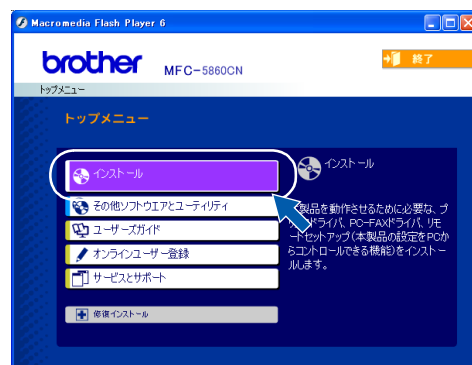 Macromedia Flash Player 6
brother MFC-5860CN
終了
トップメニュー
トップメニュー
インストール
その他ソフトウエアとユーティリティ
ユーザーズガイド
オンラインユーザー登録
サービスとサポート
修復インストール
インストール
製品を動作させるために必要な、プ
ドライバ、PC-FAXドライバ、リモ
ートセットアップ(本製品の設定をPCか
らコントロールできる機能)をインストー
ルします。